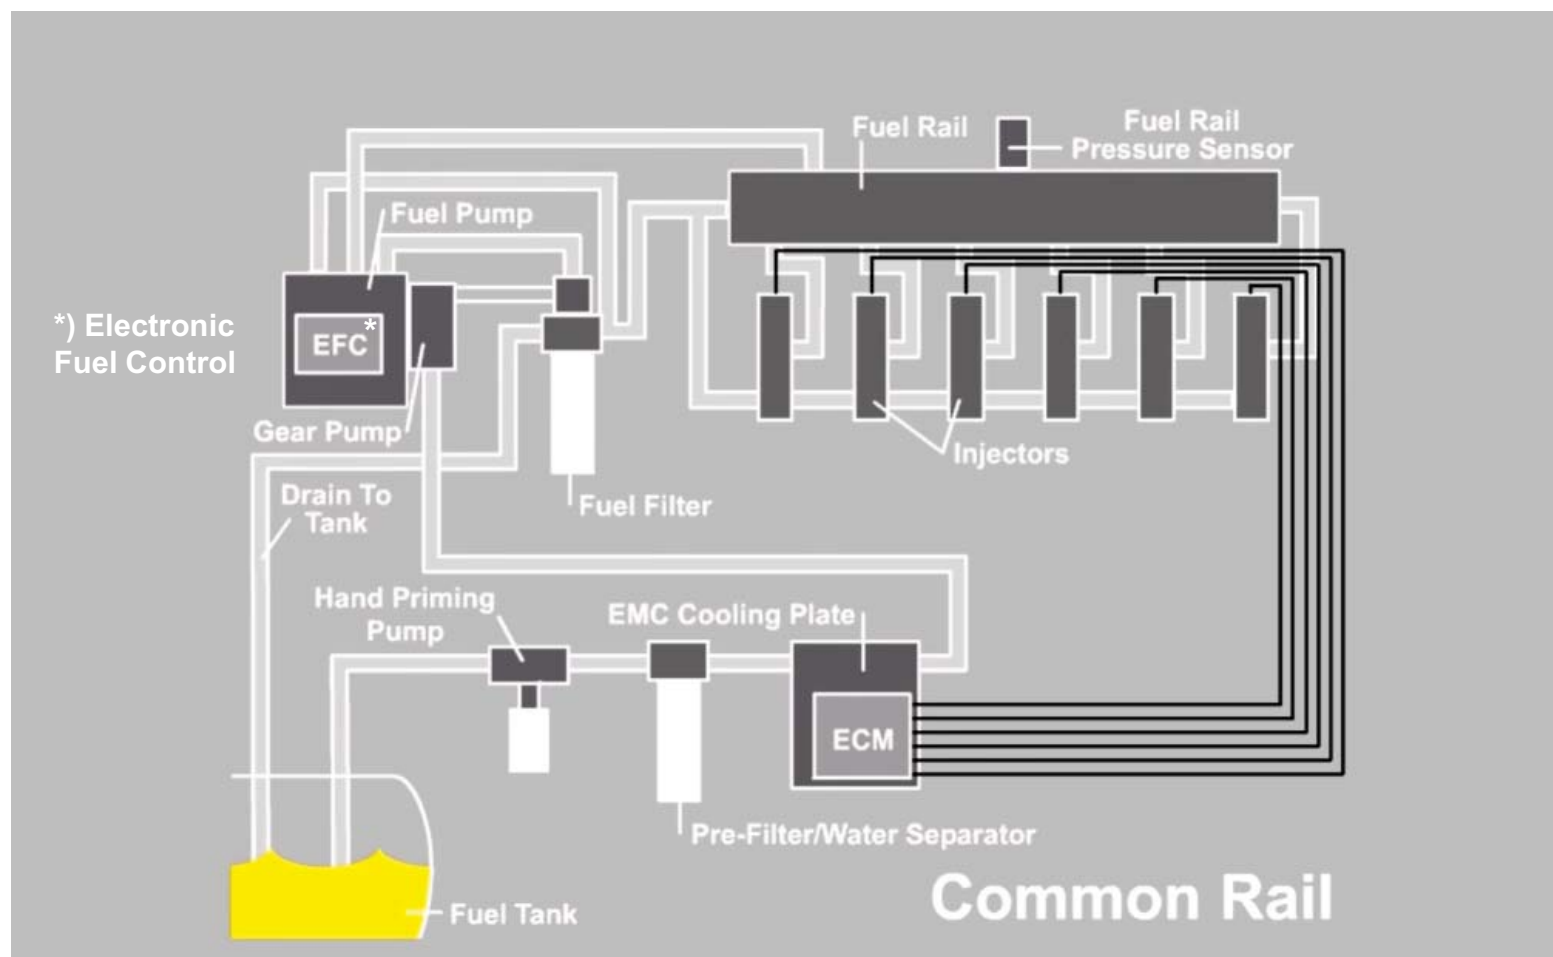 Fuel Rail
Fuel Rail
Pressure Sensor
Fuel Pump
*) Electronic
Fuel Control
EFC
*
Gear Pump
Injectors
Drain To
Tank
Fuel Filter
Hand Priming
Pump
EMC Cooling Plate
ECM
Pre-Filter/Water Separator
Common Rail
Fuel Tank